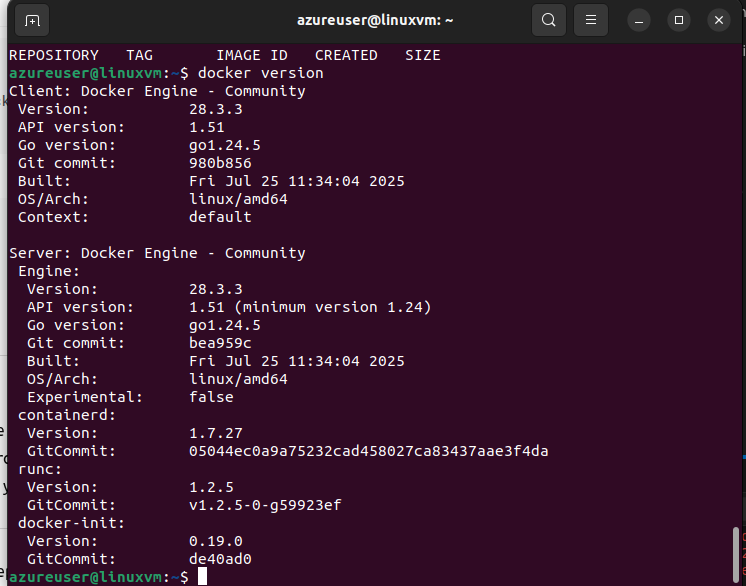 azureuser@linuxvm: ~
REPOSITORY   TAG       IMAGE ID   CREATED   SIZE
azureuser@linuxvm:~$ docker version
Client: Docker Engine - Community
 Version:           28.3.3
 API version:       1.51
 Go version:        go1.24.5
 Git commit:        980b856
 Built:             Fri Jul 25 11:34:04 2025
 OS/Arch:           linux/amd64
 Context:           default

Server: Docker Engine - Community
 Engine:
  Version:          28.3.3
  API version:      1.51 (minimum version 1.24)
  Go version:       go1.24.5
  Git commit:       bea959c
  Built:            Fri Jul 25 11:34:04 2025
  OS/Arch:          linux/amd64
  Experimental:     false
 containerd:
  Version:          1.7.27
  GitCommit:        05044ec0a9a75232cad458027ca83437aae3f4da
 runc:
  Version:          1.2.5
  GitCommit:        v1.2.5-0-g59923ef
 docker-init:
  Version:          0.19.0
  GitCommit:        de40ad0
azureuser@linuxvm:~$